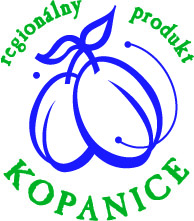 regionálny produkt
KOPANICE